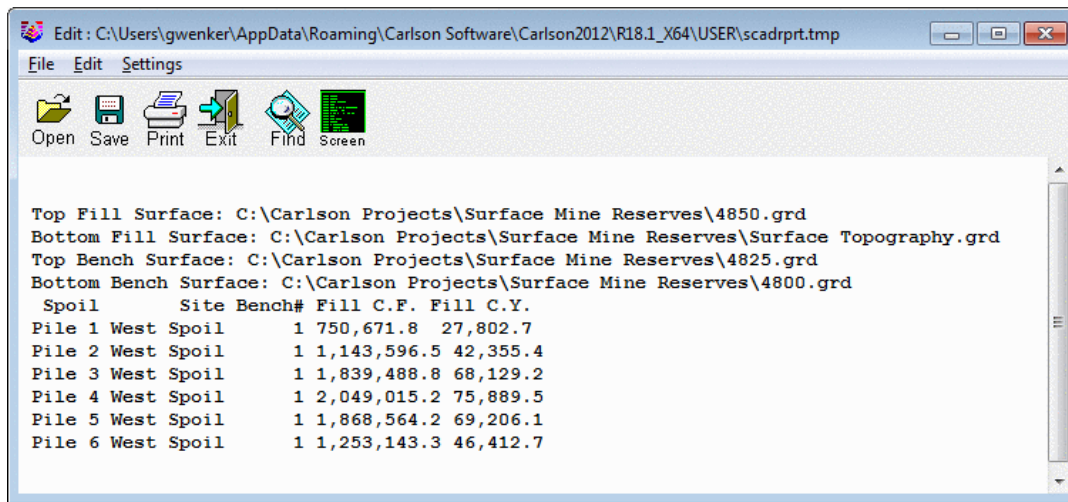 Edit : C:\Users\gwenker\AppData\Roaming\Carlson Software\Carlson2012\R18.1_X64\USER\scadrprt.tmp
File Edit Settings
Open Save Print Exit Find Screen
Top Fill Surface: C:\Carlson Projects\Surface Mine Reserves\4850.grd
Bottom Fill Surface: C:\Carlson Projects\Surface Mine Reserves\Surface Topography.grd
Top Bench Surface: C:\Carlson Projects\Surface Mine Reserves\4825.grd
Bottom Bench Surface: C:\Carlson Projects\Surface Mine Reserves\4800.grd
Spoil Site Bench# Fill C.F. Fill C.Y.
Pile 1 West Spoil 1 750,671.8 27,802.7
Pile 2 West Spoil 1 1,143,596.5 42,355.4
Pile 3 West Spoil 1 1,839,488.8 68,129.2
Pile 4 West Spoil 1 2,049,015.2 75,889.5
Pile 5 West Spoil 1 1,868,564.2 69,206.1
Pile 6 West Spoil 1 1,253,143.3 46,412.7